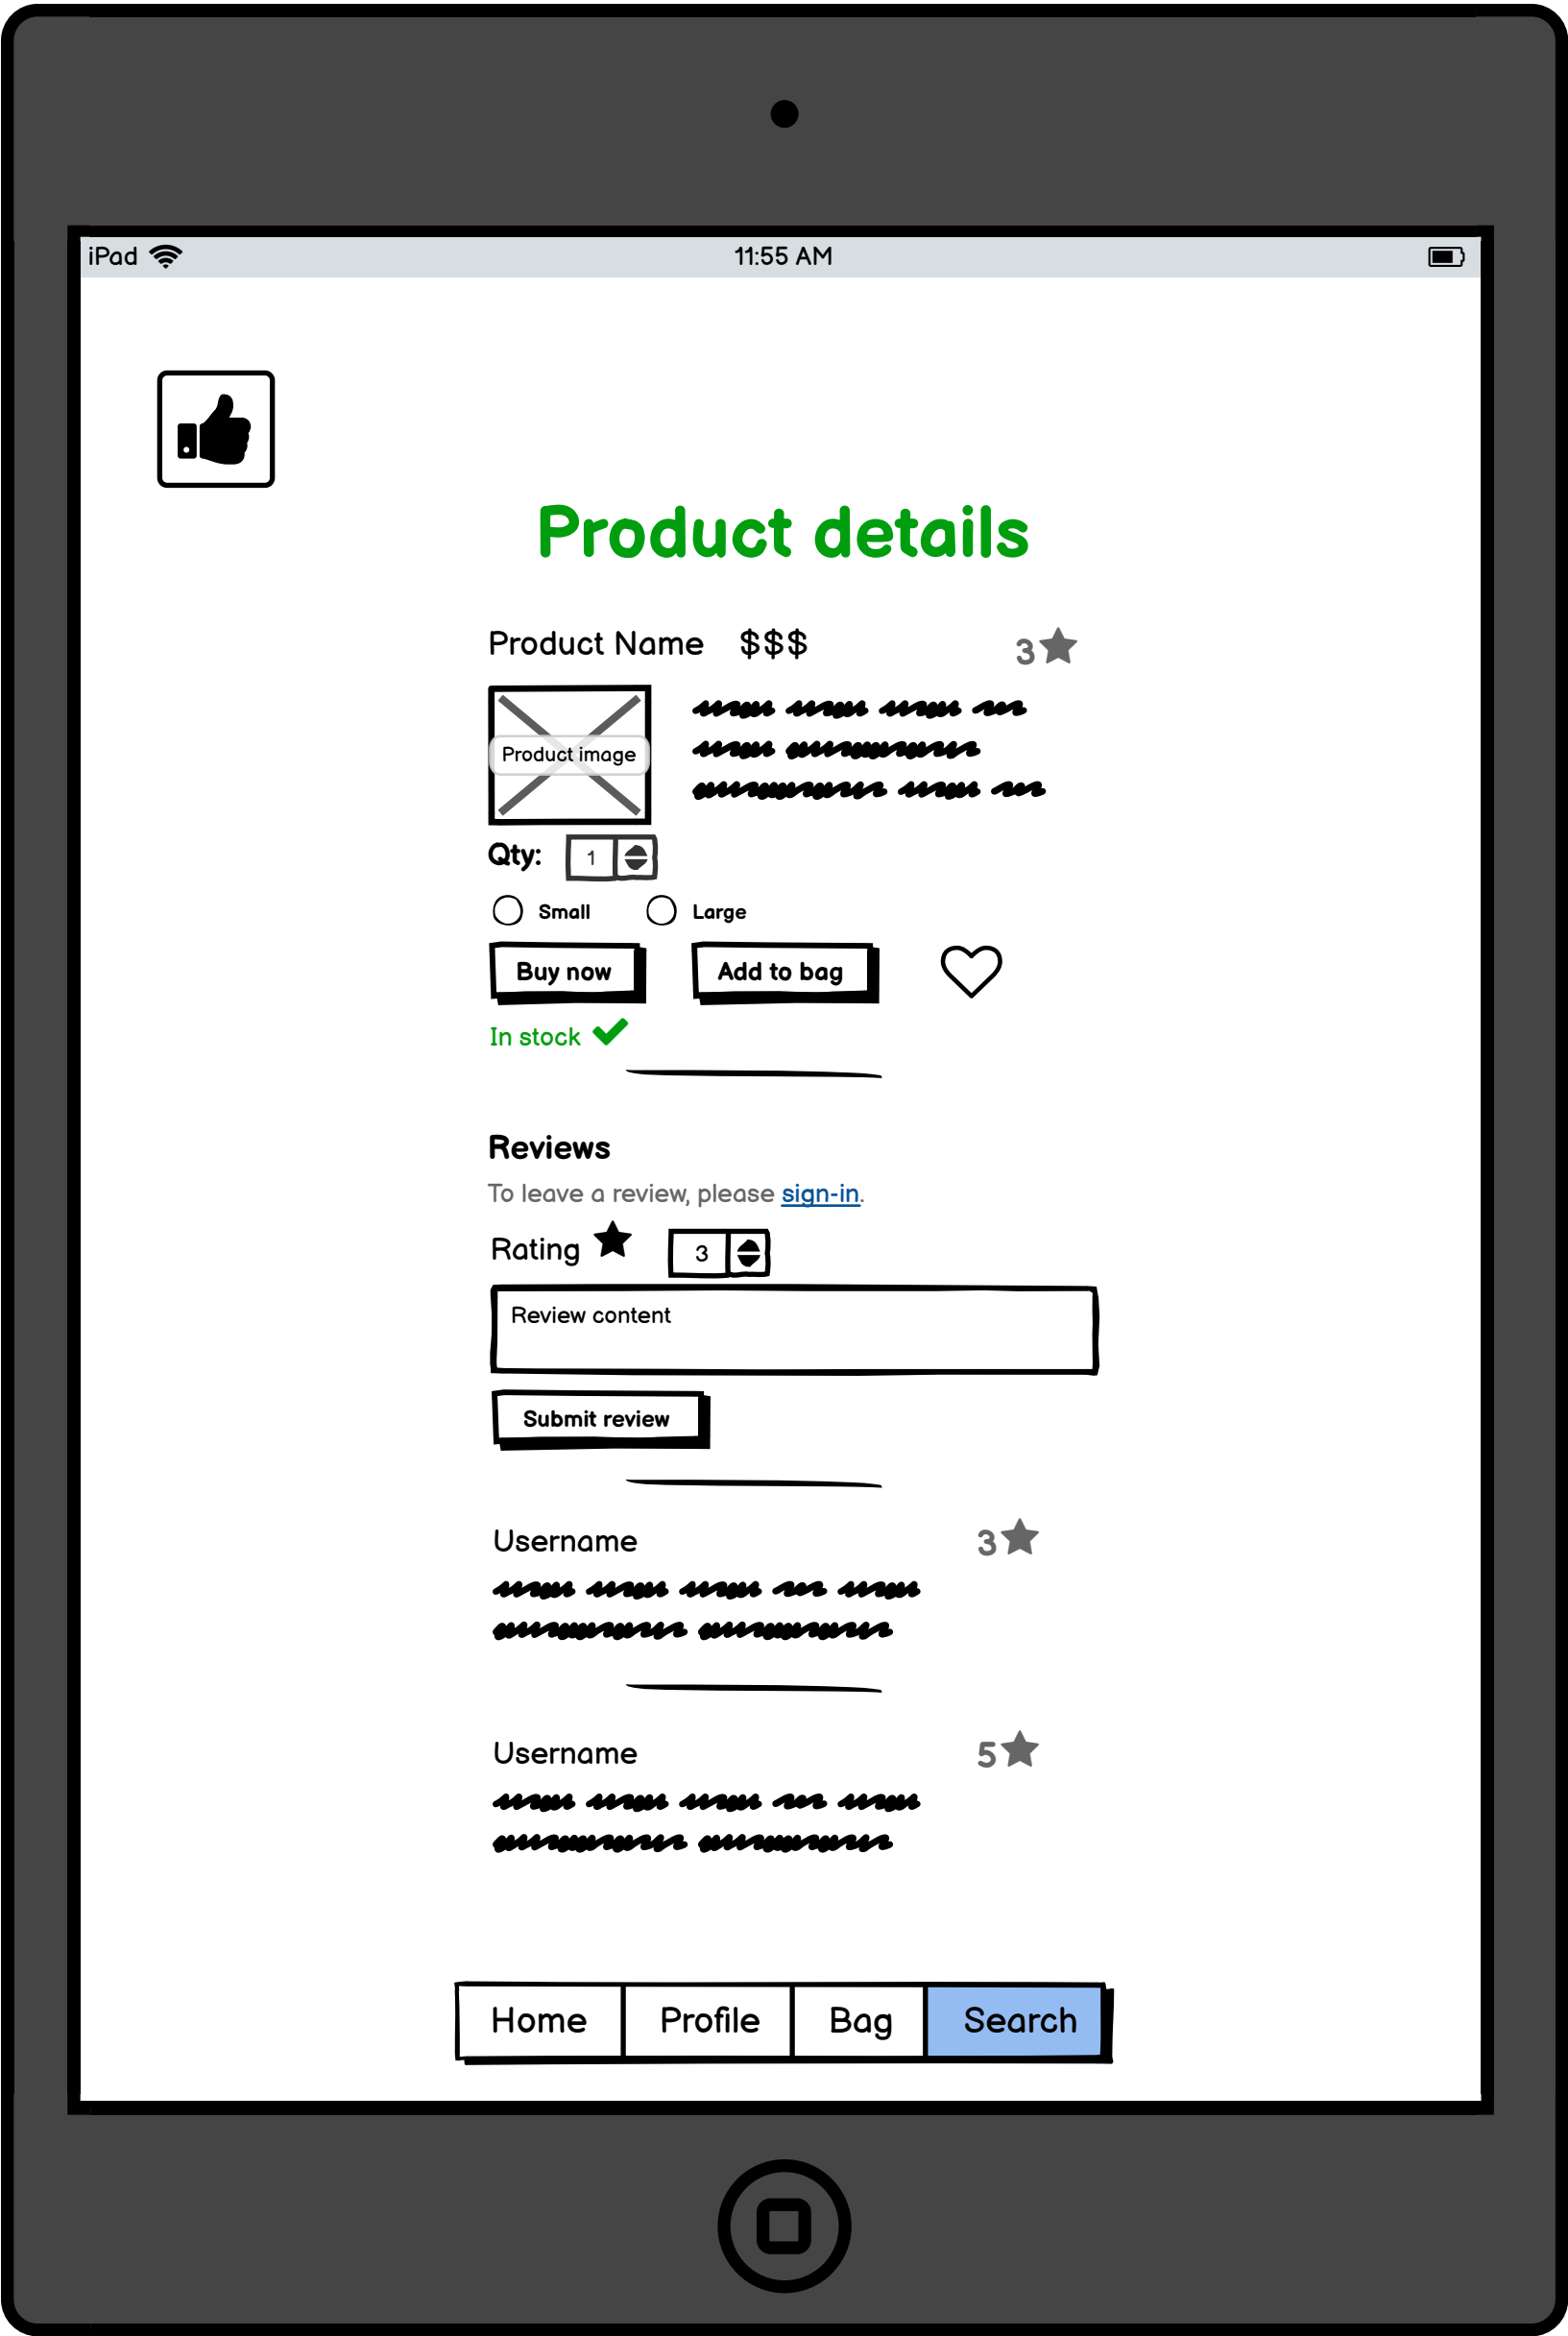 iPad 11:55 AM
Product details
Product Name $$$ 3
Product image
Qty: 1
Small Large
Buy now Add to bag
In stock
Reviews
To leave a review, please sign-in.
Rating 3
Review content
Submit review
Username 3
Username 5
Home Profile Bag Search